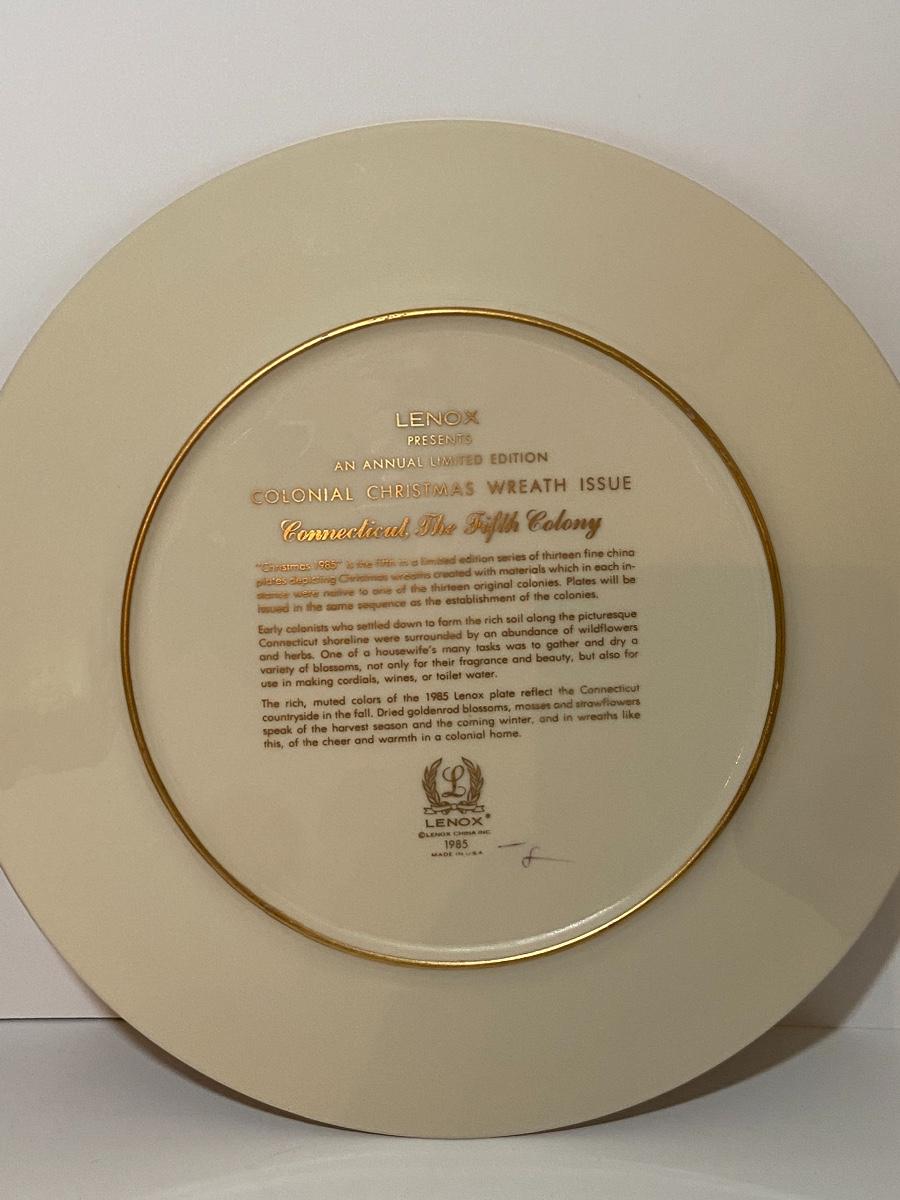 LENOX
PRESENTS
AN ANNUAL LIMITED EDITION
COLONIAL CHRISTMAS WREATH ISSUE
Connecticut, The Fifth Colony
"Christmas 1985" is the fifth in a limited edition series of thirteen fine china
plates depicting Christmas wreaths created with materials which in each in-
stance were native to one of the thirteen original colonies. Plates will be
issued in the same sequence as the establishment of the colonies.
Early colonists who settled down to farm the rich soil along the picturesque
Connecticut shoreline were surrounded by an abundance of wildflowers
and herbs. One of a housewife's many tasks was to gather and dry a
variety of blossoms, not only for their fragrance and beauty, but also for
use in making cordials, wines, or toilet water.
The rich, muted colors of the 1985 Lenox plate reflect the Connecticut
countryside in the fall. Dried goldenrod blossoms, mosses and strawflowers
speak of the harvest season and the coming winter, and in wreaths like
this, of the cheer and warmth in a colonial home.
L
LENOX®
©LENOX CHINA INC.
1985
MADE IN U.S.A.